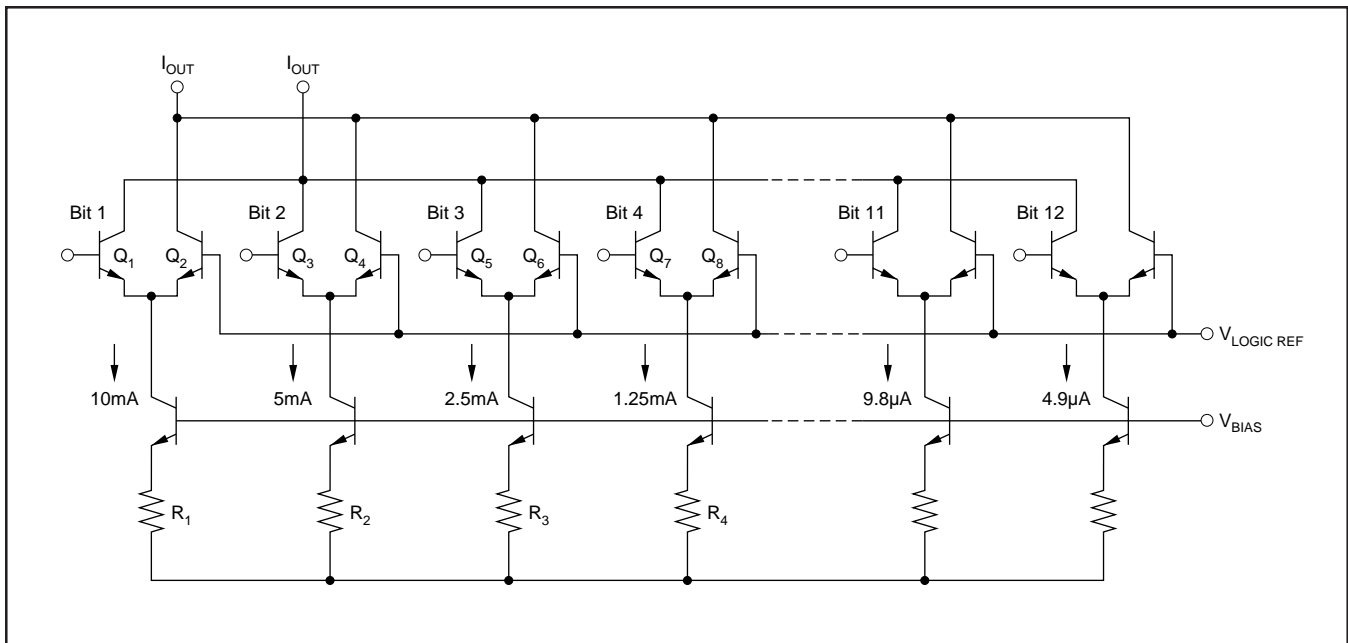 I_OUT I_OUT
Bit 1 Bit 2 Bit 3 Bit 4 Bit 11 Bit 12
Q_1 Q_2 Q_3 Q_4 Q_5 Q_6 Q_7 Q_8
V_LOGIC REF
10mA 5mA 2.5mA 1.25mA 9.8µA 4.9µA
V_BIAS
R_1 R_2 R_3 R_4